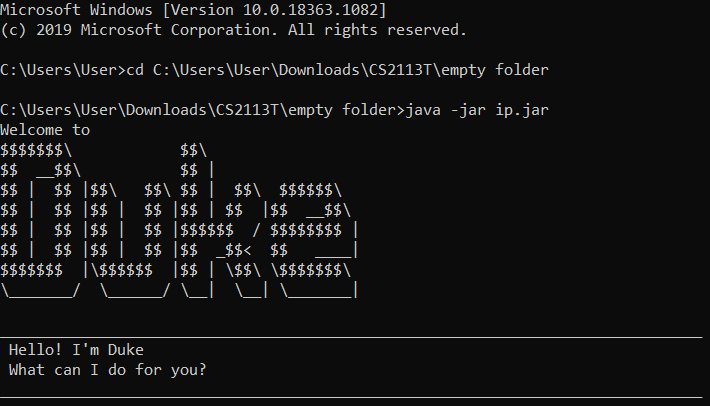 Microsoft Windows [Version 10.0.18363.1082]
(c) 2019 Microsoft Corporation. All rights reserved.
C:\Users\User>cd C:\Users\User\Downloads\CS2113T\empty folder
C:\Users\User\Downloads\CS2113T\empty folder>java -jar ip.jar
Welcome to
$$$$$$$\            $$\
$$  __$$\           $$ |
$$ |  $$ |$$\   $$\ $$ |  $$\  $$$$$$\
$$ |  $$ |$$ |  $$ |$$ | $$  |$$  __$$\
$$ |  $$ |$$ |  $$ |$$$$$$  / $$$$$$$$ |
$$ |  $$ |$$ |  $$ |$$  _$$<  $$   ____|
$$$$$$$  |\$$$$$$  |$$ | \$$\ \$$$$$$$\
\_______/  \______/ \__|  \__| \_______|
Hello! I'm Duke
What can I do for you?